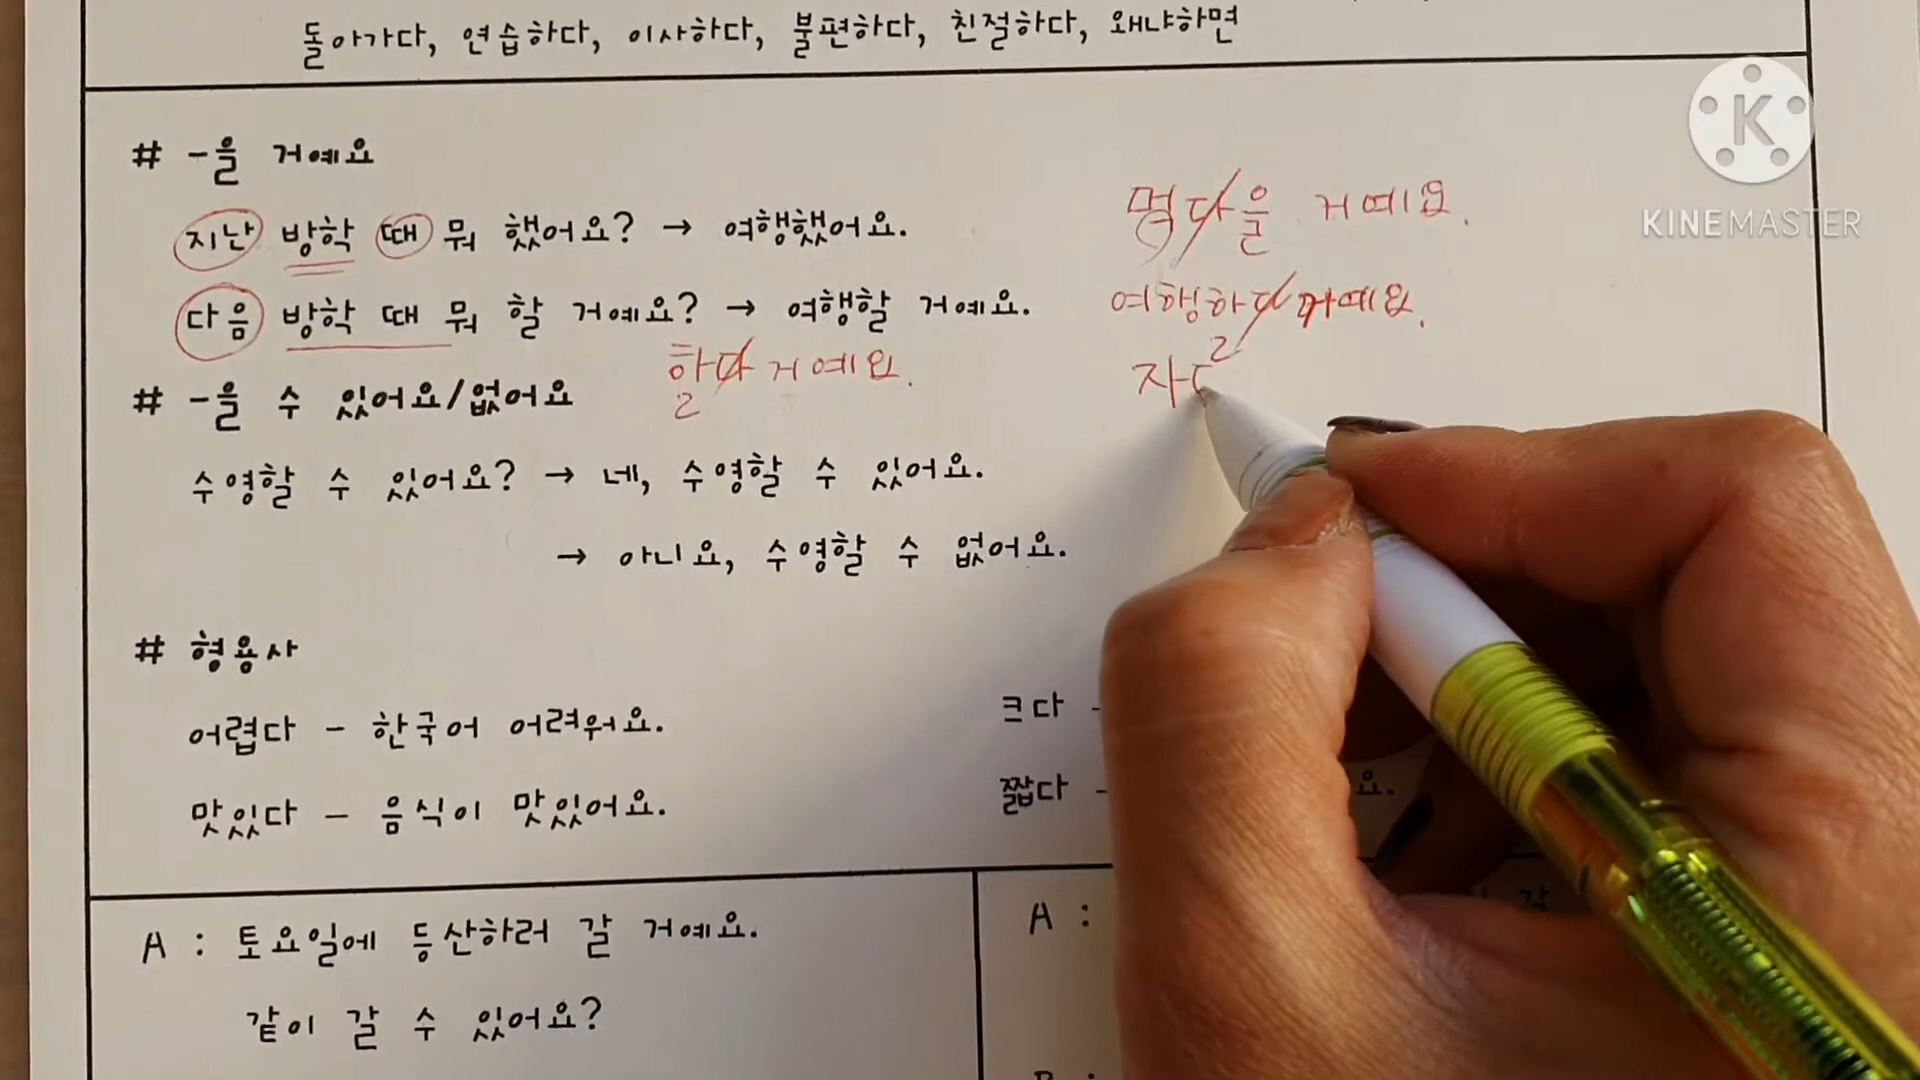 돌아가다, 연습하다, 이사하다, 불편하다, 친절하다, 왜냐하면
# -을 거예요
지난 방학 때 뭐 했어요? → 여행했어요.
먹다을 거예요.
다음 방학 때 뭐 할 거예요? → 여행할 거예요.
여행하다 거예요.
ㄹ
하다 거예요.
ㄹ
자
# -을 수 있어요/없어요
수영할 수 있어요? → 네, 수영할 수 있어요.
→ 아니요, 수영할 수 없어요.
# 형용사
어렵다 - 한국어 어려워요.
크다 -
맛있다 - 음식이 맛있어요.
짧다 - 요.
A : 토요일에 등산하러 갈 거예요.
같이 갈 수 있어요?
A :
K
KINEMASTER